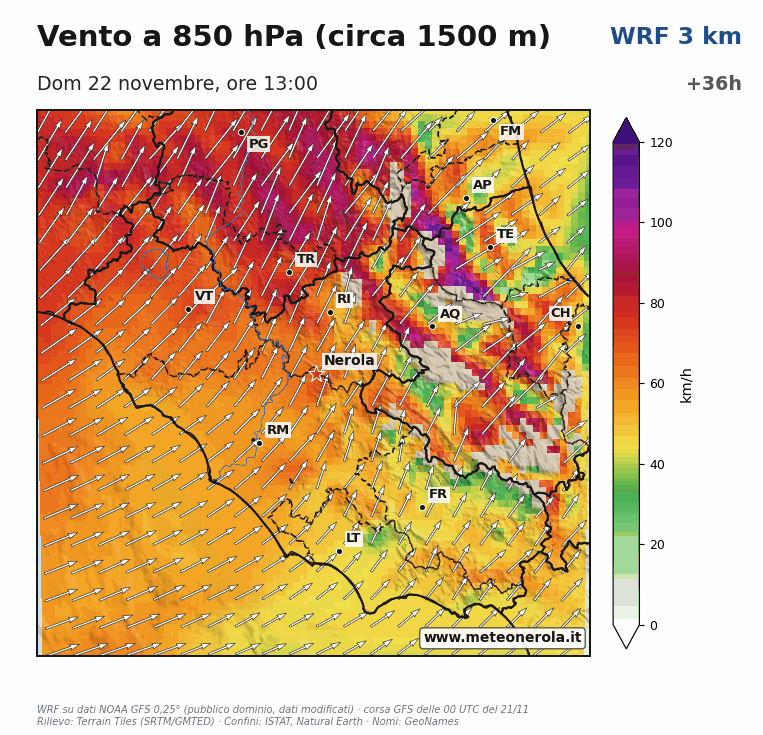 Vento a 850 hPa (circa 1500 m)
WRF 3 km
Dom 22 novembre, ore 13:00
+36h
FM
PG
AP
TE
TR
VT
RI
AQ
CH
Nerola
RM
FR
LT
www.meteonerola.it
120
100
80
60
40
20
0
km/h
WRF su dati NOAA GFS 0,25° (pubblico dominio, dati modificati) · corsa GFS delle 00 UTC del 21/11
Rilievo: Terrain Tiles (SRTM/GMTED) · Confini: ISTAT, Natural Earth · Nomi: GeoNames